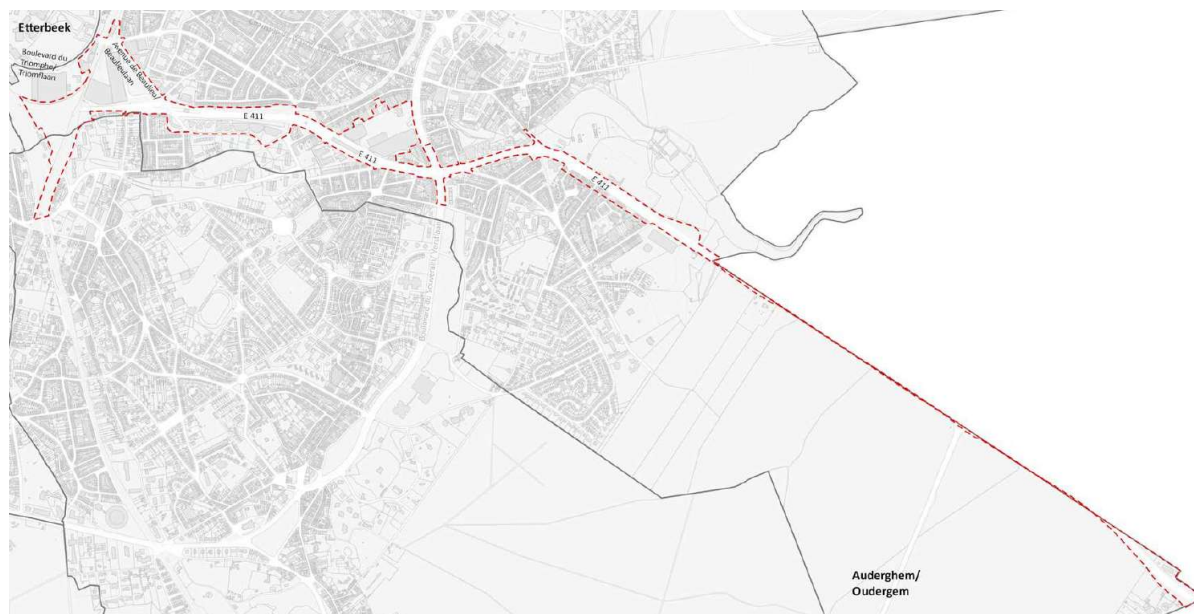 Etterbeek
Boulevard du
Triomphe/
Triomflaan
Avenue de Beaulieu/
Beaulieulaan
E 411
E 411
E 411
Auderghem/
Oudergem